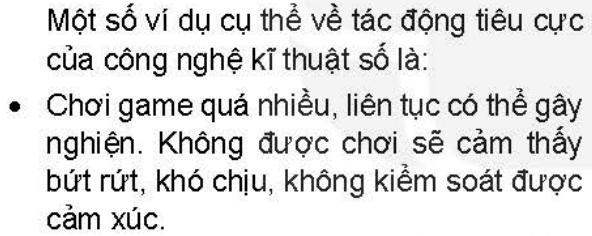 Một số ví dụ cụ thể về tác động tiêu cực
của công nghệ kĩ thuật số là:
• Chơi game quá nhiều, liên tục có thể gây
nghiện. Không được chơi sẽ cảm thấy
bứt rứt, khó chịu, không kiểm soát được
cảm xúc.